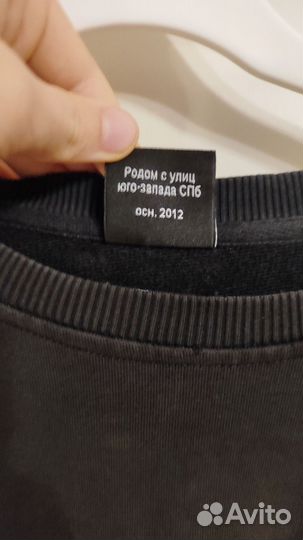 Родом с улиц
юго-запада СПб
осн. 2012
Avito